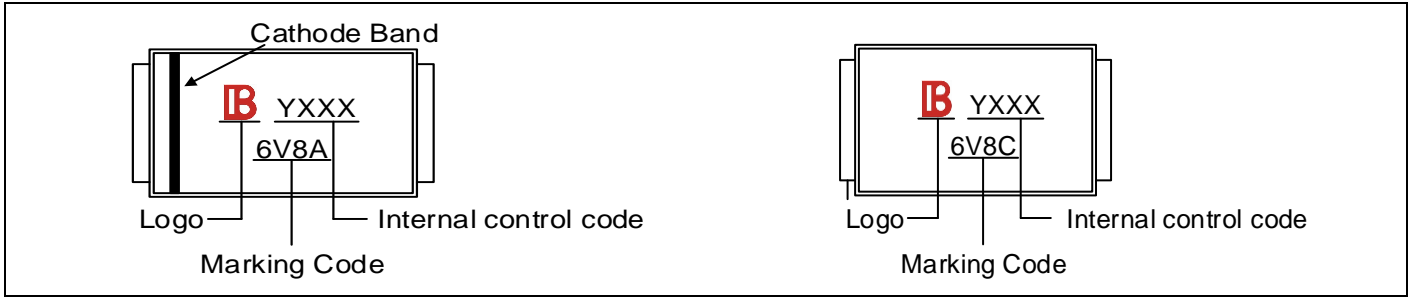 Cathode Band
B YXXX
6V8A
Logo
Internal control code
Marking Code
B YXXX
6V8C
Logo
Internal control code
Marking Code